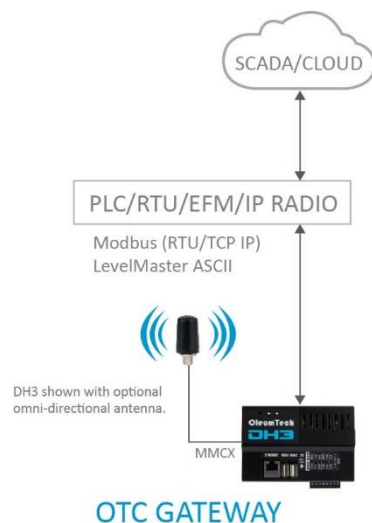 SCADA/CLOUD
PLC/RTU/EFM/IP RADIO
Modbus (RTU/TCP IP)
LevelMaster ASCII
DH3 shown with optional
omni-directional antenna.
MMCX
OleumTech
DH3
OTC GATEWAY